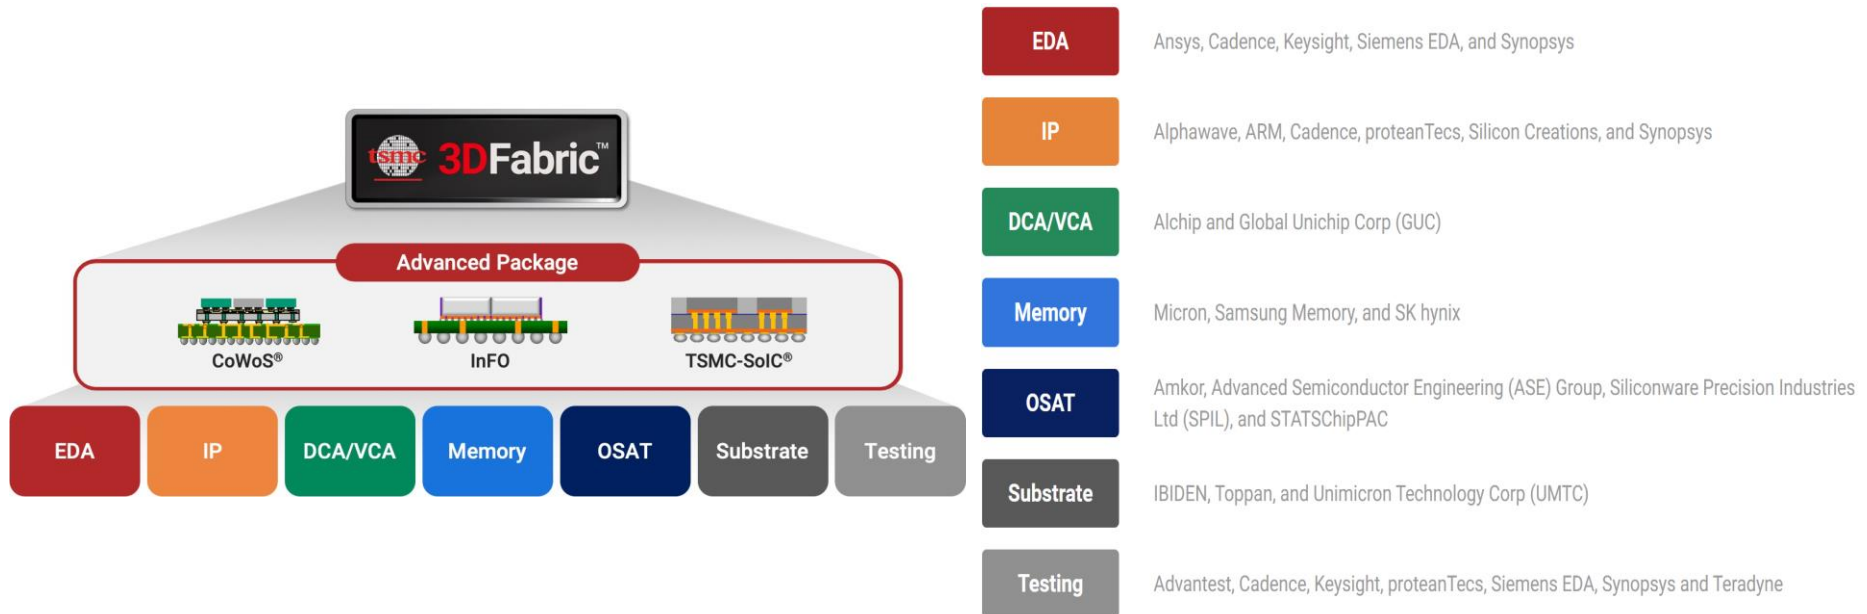 tsmc 3DFabric™
Advanced Package
CoWoS®
InFO
TSMC-SoIC®
EDA
IP
DCA/VCA
Memory
OSAT
Substrate
Testing
EDA
Ansys, Cadence, Keysight, Siemens EDA, and Synopsys
IP
Alphawave, ARM, Cadence, proteanTecs, Silicon Creations, and Synopsys
DCA/VCA
Alchip and Global Unichip Corp (GUC)
Memory
Micron, Samsung Memory, and SK hynix
OSAT
Amkor, Advanced Semiconductor Engineering (ASE) Group, Siliconware Precision Industries
Ltd (SPIL), and STATSChipPAC
Substrate
IBIDEN, Toppan, and Unimicron Technology Corp (UMTC)
Testing
Advantest, Cadence, Keysight, proteanTecs, Siemens EDA, Synopsys and Teradyne